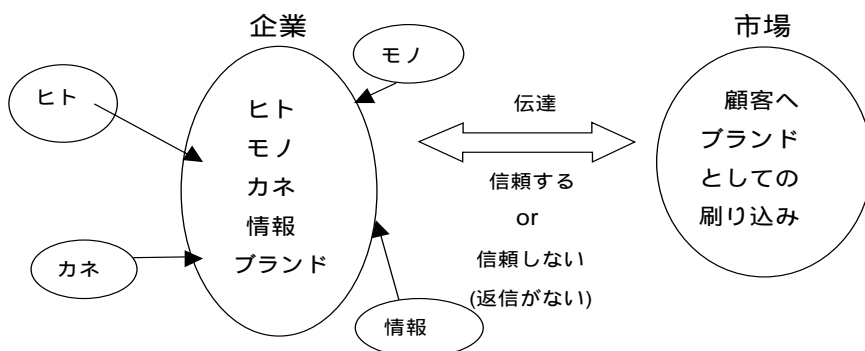 企業
市場
モノ
ヒト
カネ
情報
ヒト
モノ
カネ
情報
ブランド
伝達
信頼する
or
信頼しない
(返信がない)
顧客へ
ブランド
としての
刷り込み